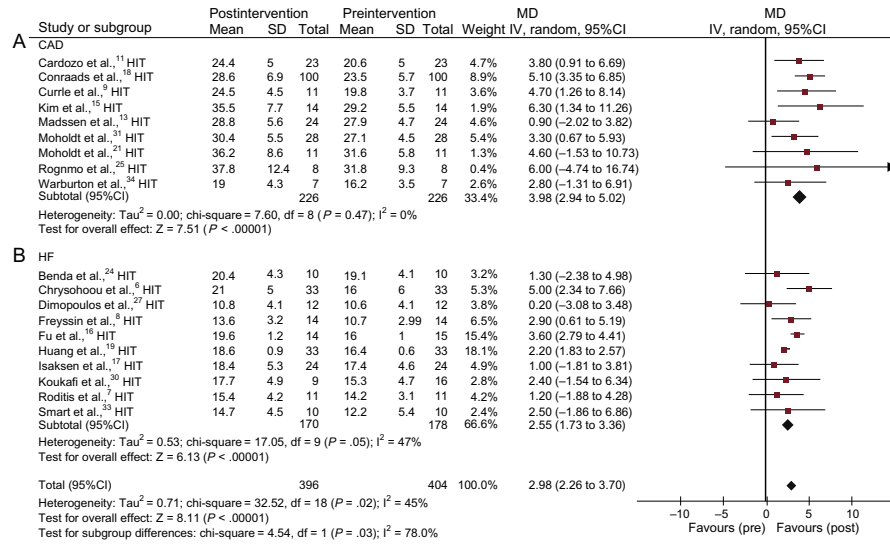 Postintervention Preintervention MD MD
Study or subgroup Mean SD Total Mean SD Total Weight IV, random, 95%CI IV, random, 95%CI
A CAD
Cardozo et al.,11 HIT 24.4 5 23 20.6 5 23 4.7% 3.80 (0.91 to 6.69)
Conraads et al.,18 HIT 28.6 6.9 100 23.5 5.7 100 8.9% 5.10 (3.35 to 6.85)
Currle et al.,9 HIT 24.5 4.5 11 19.8 3.7 11 3.6% 4.70 (1.26 to 8.14)
Kim et al.,15 HIT 35.5 7.7 14 29.2 5.5 14 1.9% 6.30 (1.34 to 11.26)
Madssen et al.,13 HIT 28.8 5.6 24 27.9 4.7 24 4.7% 0.90 (−2.02 to 3.82)
Moholdt et al.,31 HIT 30.4 5.5 28 27.1 4.5 28 5.4% 3.30 (0.67 to 5.93)
Moholdt et al.,21 HIT 36.2 8.6 11 31.6 5.8 11 1.3% 4.60 (−1.53 to 10.73)
Rognmo et al.,25 HIT 37.8 12.4 8 31.8 9.3 8 0.4% 6.00 (−4.74 to 16.74)
Warburton et al.,34 HIT 19 4.3 7 16.2 3.5 7 2.6% 2.80 (−1.31 to 6.91)
Subtotal (95%CI) 226 226 33.4% 3.98 (2.94 to 5.02)
Heterogeneity: Tau2 = 0.00; chi-square = 7.60, df = 8 (P = 0.47); I2 = 0%
Test for overall effect: Z = 7.51 (P < .00001)
B HF
Benda et al.,24 HIT 20.4 4.3 10 19.1 4.1 10 3.2% 1.30 (−2.38 to 4.98)
Chrysohoou et al.,6 HIT 21 5 33 16 6 33 5.3% 5.00 (2.34 to 7.66)
Dimopoulos et al.,27 HIT 10.8 4.1 12 10.6 4.1 12 3.8% 0.20 (−3.08 to 3.48)
Freyssin et al.,8 HIT 13.6 3.2 14 10.7 2.99 14 6.5% 2.90 (0.61 to 5.19)
Fu et al.,16 HIT 19.6 1.2 14 16 1 15 15.4% 3.60 (2.79 to 4.41)
Huang et al.,19 HIT 18.6 0.9 33 16.4 0.6 33 18.1% 2.20 (1.83 to 2.57)
Isaksen et al.,17 HIT 18.4 5.3 24 17.4 4.6 24 4.9% 1.00 (−1.81 to 3.81)
Koukafi et al.,30 HIT 17.7 4.9 9 15.3 4.7 16 2.8% 2.40 (−1.54 to 6.34)
Roditis et al.,7 HIT 15.4 4.2 11 14.2 3.1 11 4.2% 1.20 (−1.88 to 4.28)
Smart et al.,33 HIT 14.7 4.5 10 12.2 5.4 10 2.4% 2.50 (−1.86 to 6.86)
Subtotal (95%CI) 170 178 66.6% 2.55 (1.73 to 3.36)
Heterogeneity: Tau2 = 0.53; chi-square = 17.05, df = 9 (P = .05); I2 = 47%
Test for overall effect: Z = 6.13 (P < .00001)
Total (95%CI) 396 404 100.0% 2.98 (2.26 to 3.70)
Heterogeneity: Tau2 = 0.71; chi-square = 32.52, df = 18 (P = .02); I2 = 45%
Test for overall effect: Z = 8.11 (P < .00001)
Test for subgroup differences: chi-square = 4.54, df = 1 (P = .03); I2 = 78.0%
−10 −5 0 5 10
Favours (pre) Favours (post)